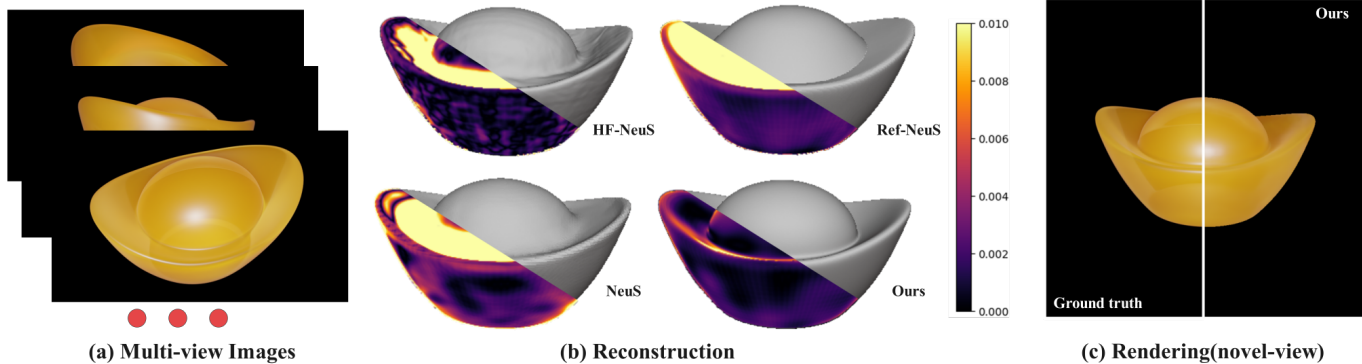 HF-NeuS
Ref-NeuS
NeuS
Ours
0.010
0.008
0.006
0.004
0.002
0.000
Ours
Ground truth
(a) Multi-view Images
(b) Reconstruction
(c) Rendering(novel-view)